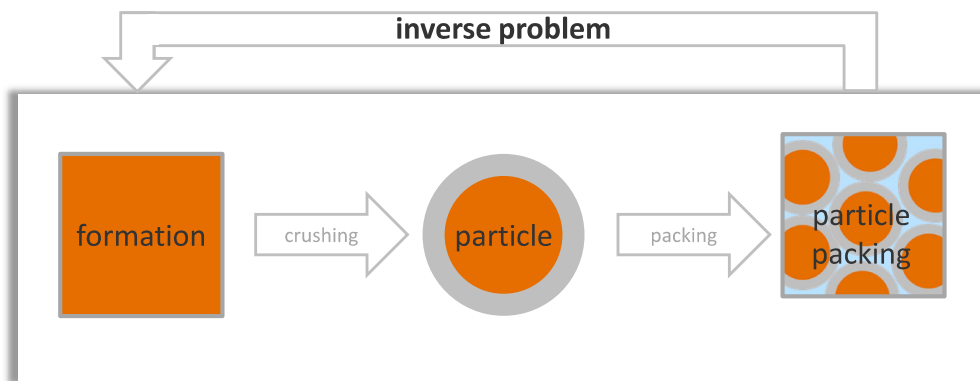 inverse problem
formation
crushing
particle
packing
particle
packing